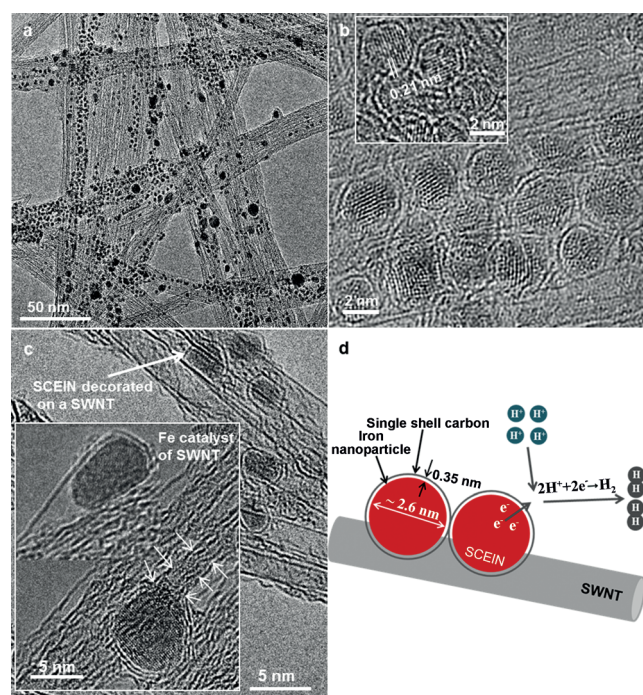 a
50 nm
b
0.21 nm
2 nm
2 nm
c
SCEIN decorated
on a SWNT
Fe catalyst
of SWNT
5 nm
5 nm
d
Single shell carbon
Iron
nanoparticle
0.35 nm
~ 2.6 nm
H⁺ H⁺
H⁺ H⁺
2H⁺+2e⁻→H₂
H
H
H
H
e⁻
e⁻ e⁻
SCEIN
SWNT